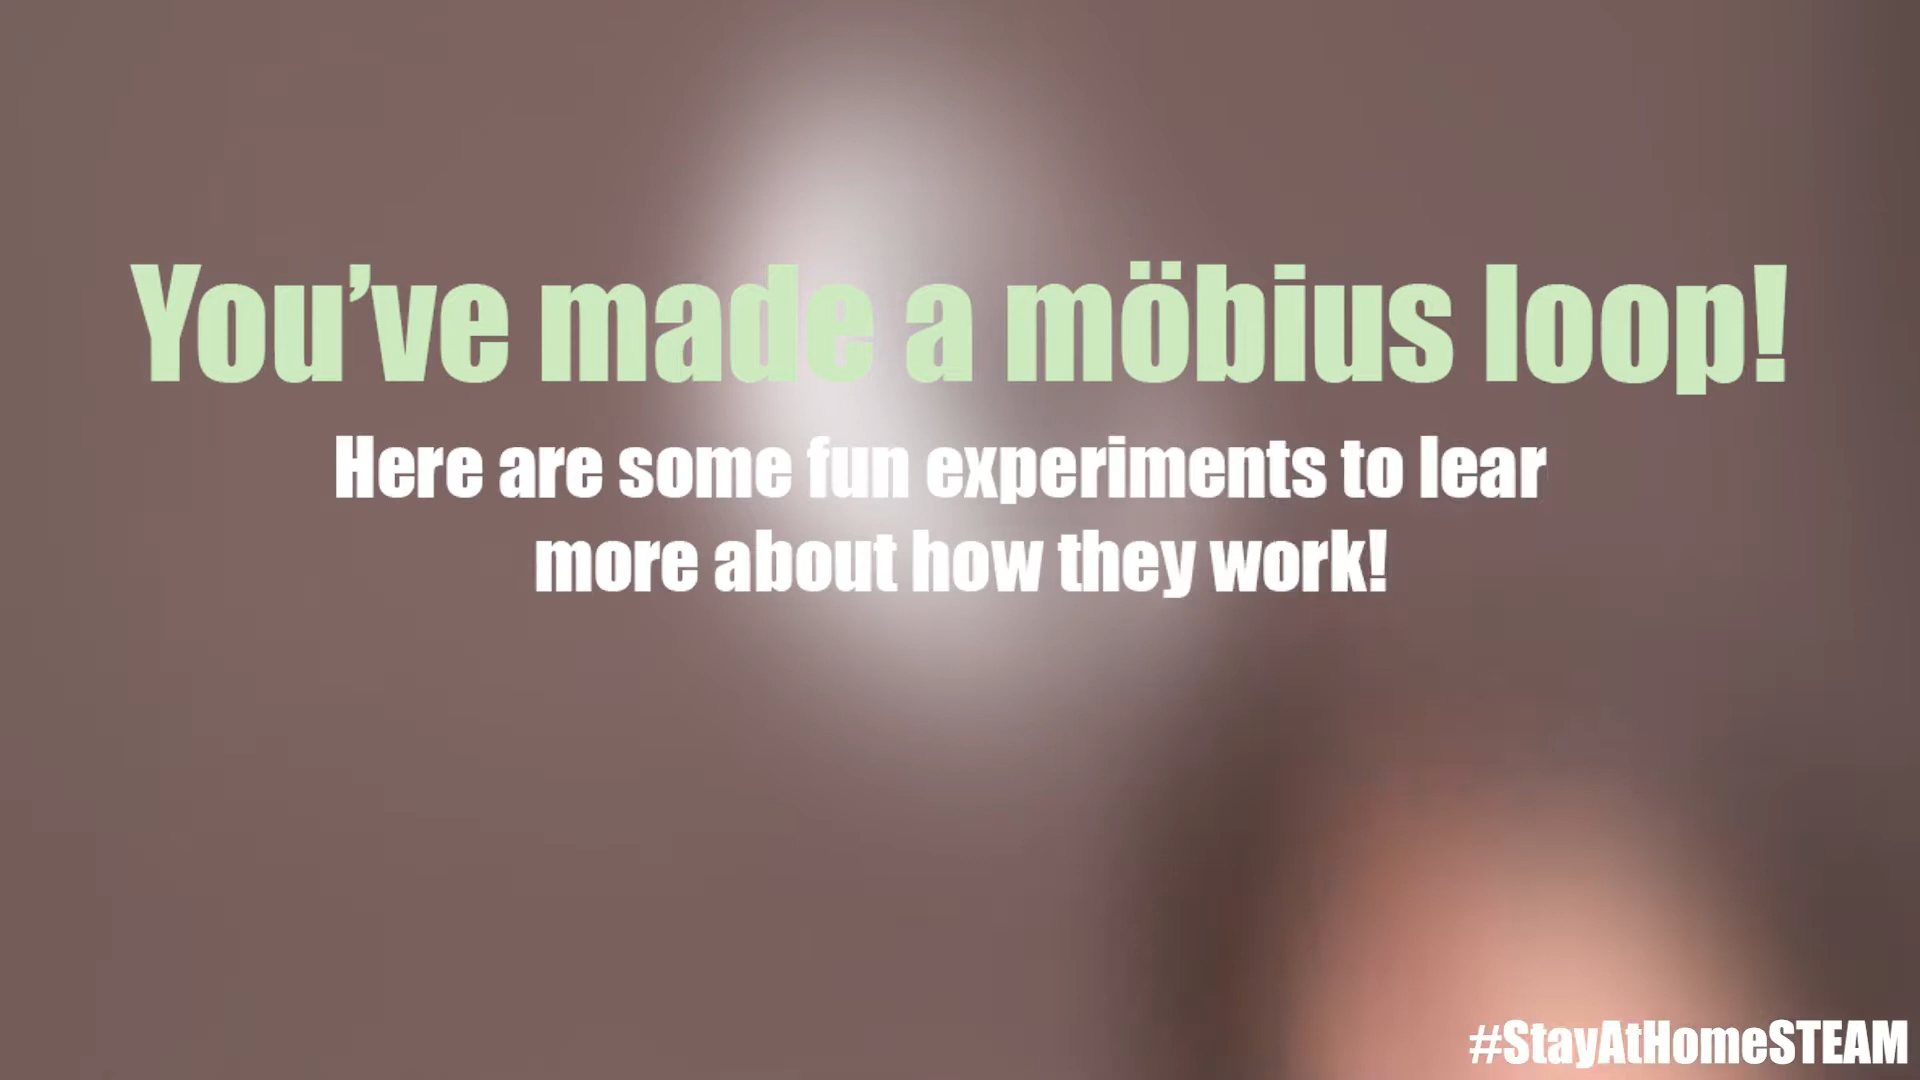 You’ve made a möbius loop!
Here are some fun experiments to lear
more about how they work!
#StayAtHomeSTEAM